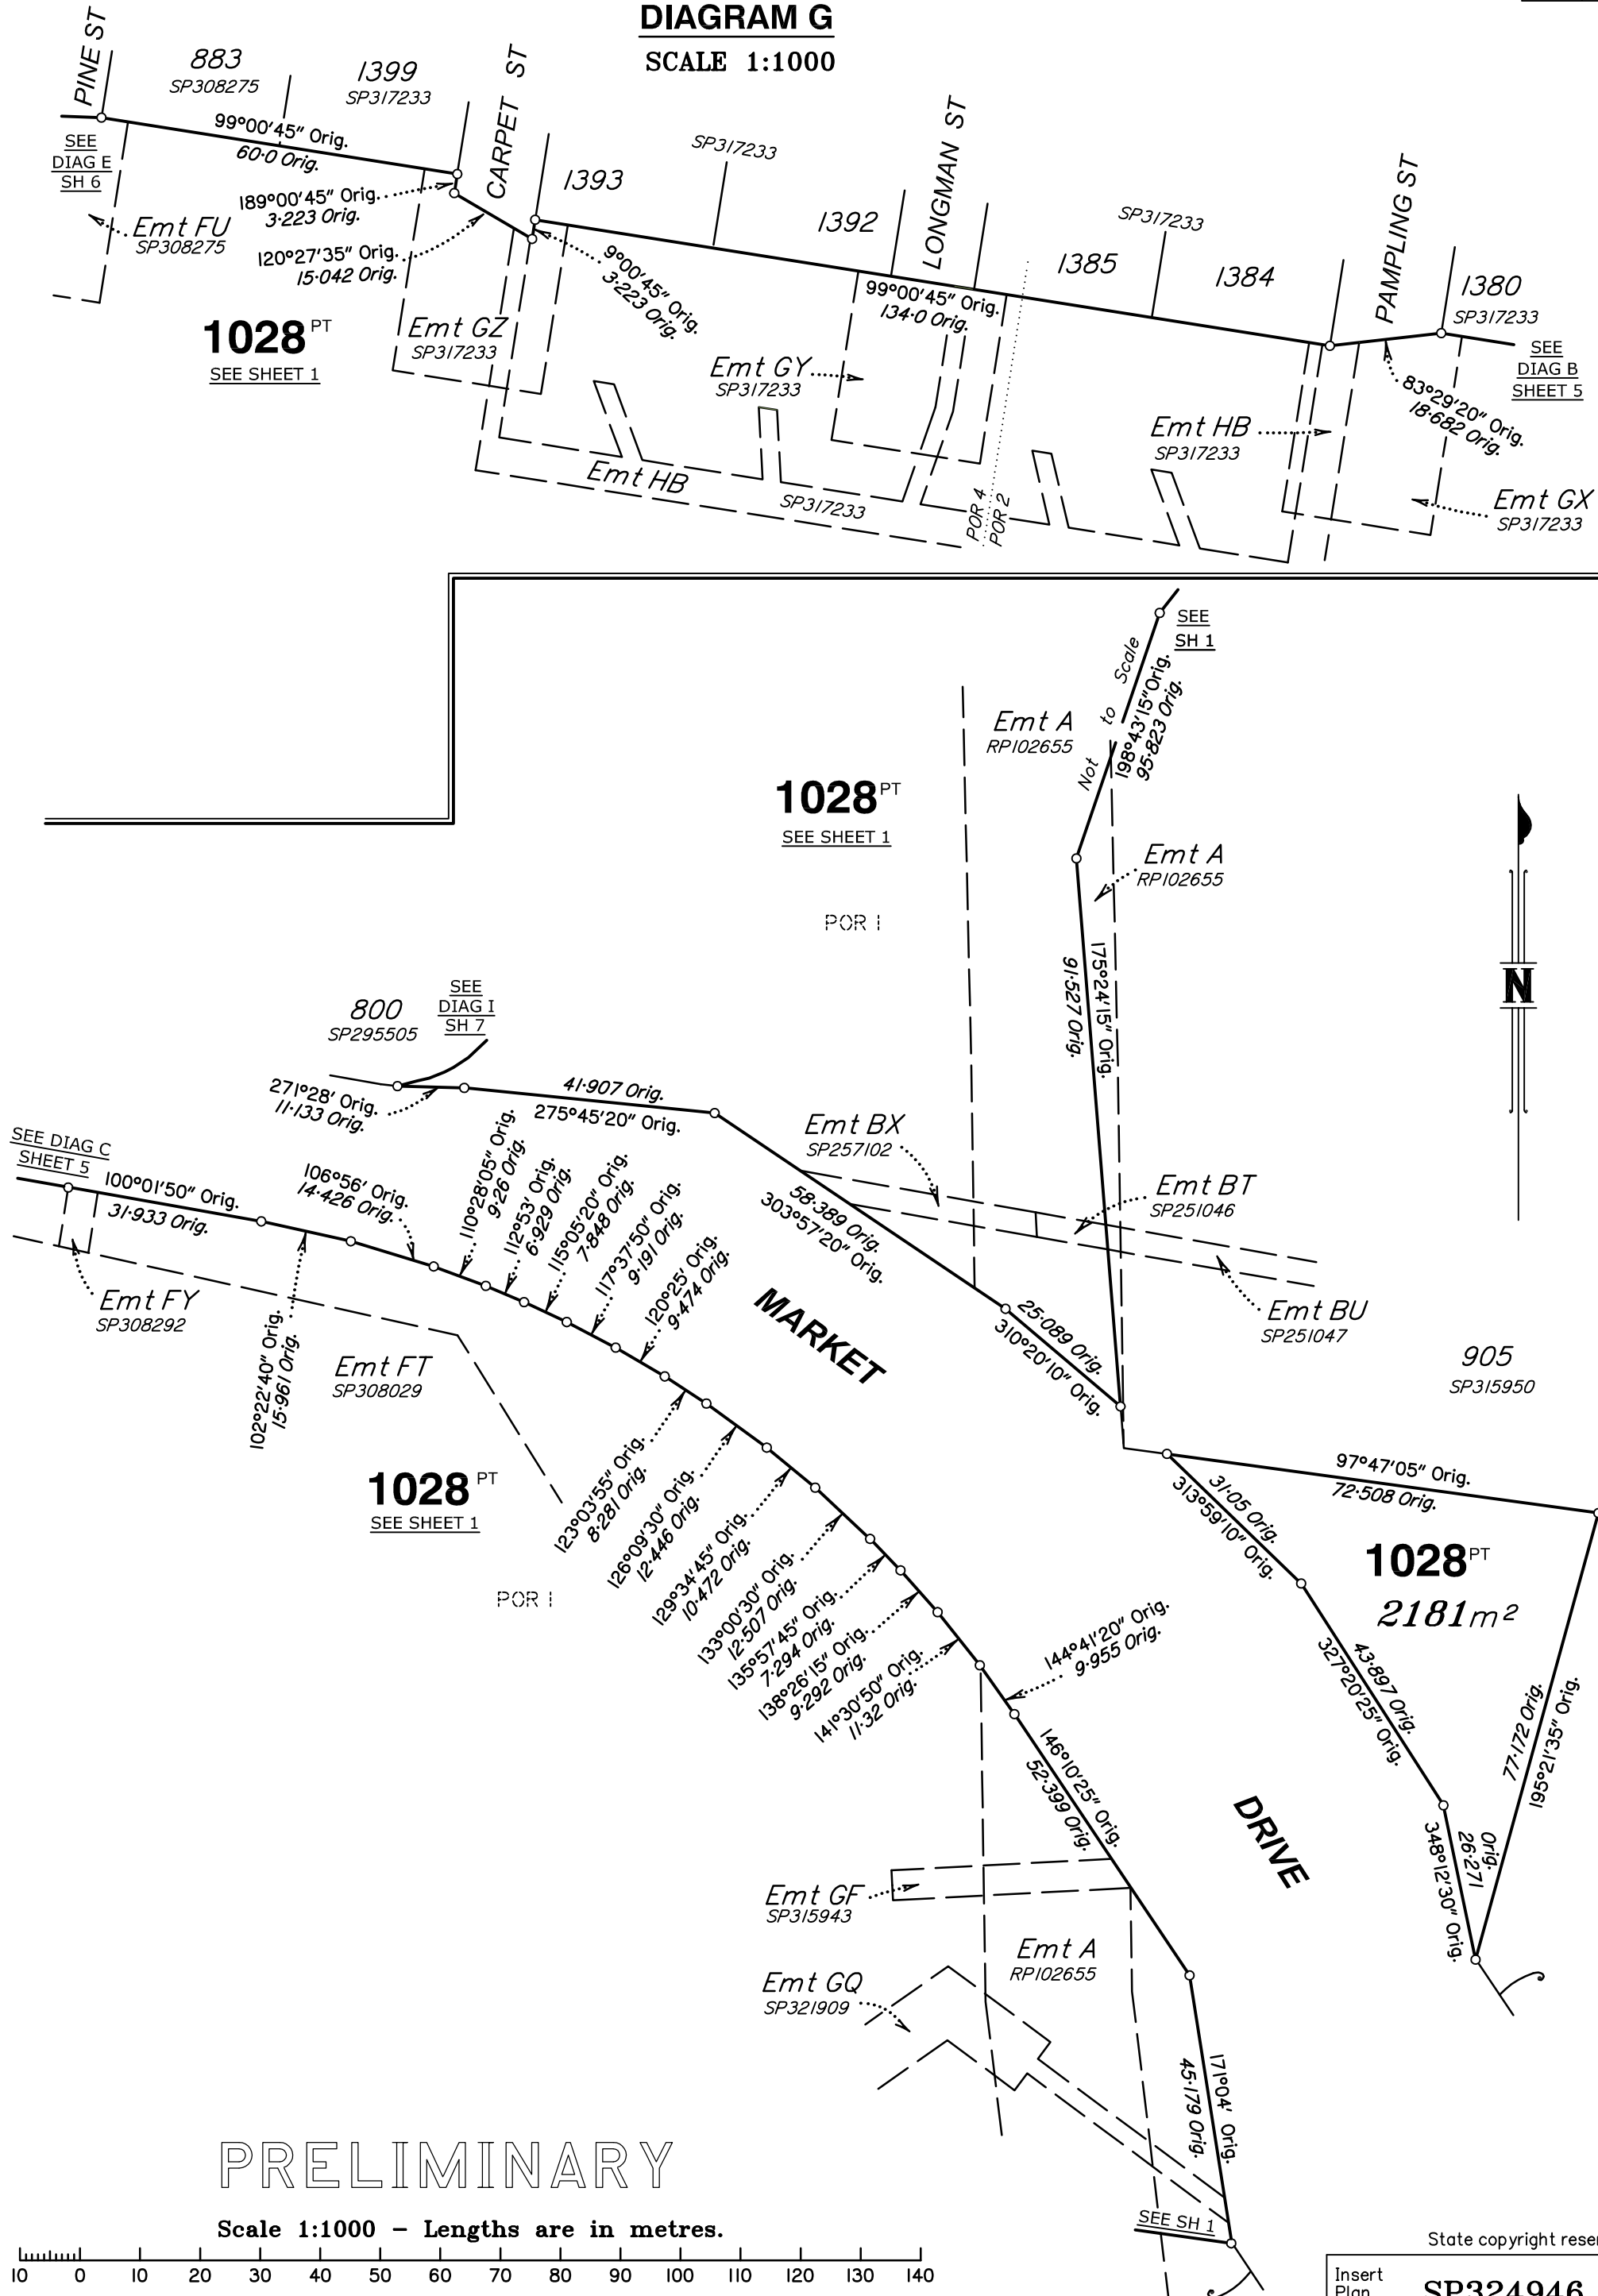 DIAGRAM G
SCALE 1:1000
PINE ST
883
SP308275
1399
SP317233
CARPET ST
99°00'45" Orig.
60·0 Orig.
SEE
DIAG E
SH 6
189°00'45" Orig.
3·223 Orig.
Emt FU
SP308275
120°27'35" Orig.
15·042 Orig.
1393
SP317233
1392
LONGMAN ST
9°00'45" Orig.
3·223 Orig.
1385
SP317233
1384
PAMPLING ST
1380
SP317233
99°00'45" Orig.
134·0 Orig.
1028 PT
SEE SHEET 1
Emt GZ
SP317233
Emt GY
SP317233
SEE
DIAG B
SHEET 5
83°29'20" Orig.
18·682 Orig.
Emt HB
SP317233
Emt HB
SP317233
POR 4
POR 2
Emt GX
SP317233
SEE
SH 1
Not to Scale
198°43'15" Orig.
95·823 Orig.
Emt A
RP102655
1028 PT
SEE SHEET 1
Emt A
RP102655
POR 1
175°24'15" Orig.
91·527 Orig.
N
800
SP295505
SEE
DIAG I
SH 7
271°28' Orig.
11·133 Orig.
41·907 Orig.
275°45'20" Orig.
Emt BX
SP257102
Emt BT
SP251046
58·389 Orig.
303°57'20" Orig.
Emt BU
SP251047
SEE DIAG C
SHEET 5
100°01'50" Orig.
31·933 Orig.
106°56' Orig.
14·426 Orig.
110°28'05" Orig.
9·26 Orig.
112°53' Orig.
6·929 Orig.
115°05'20" Orig.
7·848 Orig.
117°37'50" Orig.
9·191 Orig.
120°25' Orig.
9·474 Orig.
Emt FY
SP308292
102°22'40" Orig.
15·961 Orig.
Emt FT
SP308029
MARKET
25·089 Orig.
310°20'10" Orig.
905
SP315950
1028 PT
SEE SHEET 1
POR 1
123°03'55" Orig.
8·281 Orig.
126°09'30" Orig.
12·446 Orig.
129°34'45" Orig.
10·472 Orig.
133°00'30" Orig.
12·507 Orig.
135°57'45" Orig.
7·294 Orig.
138°26'15" Orig.
9·292 Orig.
141°30'50" Orig.
11·32 Orig.
144°41'20" Orig.
9·955 Orig.
97°47'05" Orig.
72·508 Orig.
31·05 Orig.
313°59'10" Orig.
1028 PT
2181m²
43·897 Orig.
327°20'25" Orig.
77·172 Orig.
195°21'35" Orig.
Orig.
26·271
348°12'30" Orig.
146°10'25" Orig.
52·399 Orig.
DRIVE
Emt GF
SP315943
Emt A
RP102655
Emt GQ
SP321909
171°04' Orig.
45·179 Orig.
SEE SH 1
PRELIMINARY
Scale 1:1000 – Lengths are in metres.
10 0 10 20 30 40 50 60 70 80 90 100 110 120 130 140
State copyright reser
Insert
Plan
SP324946